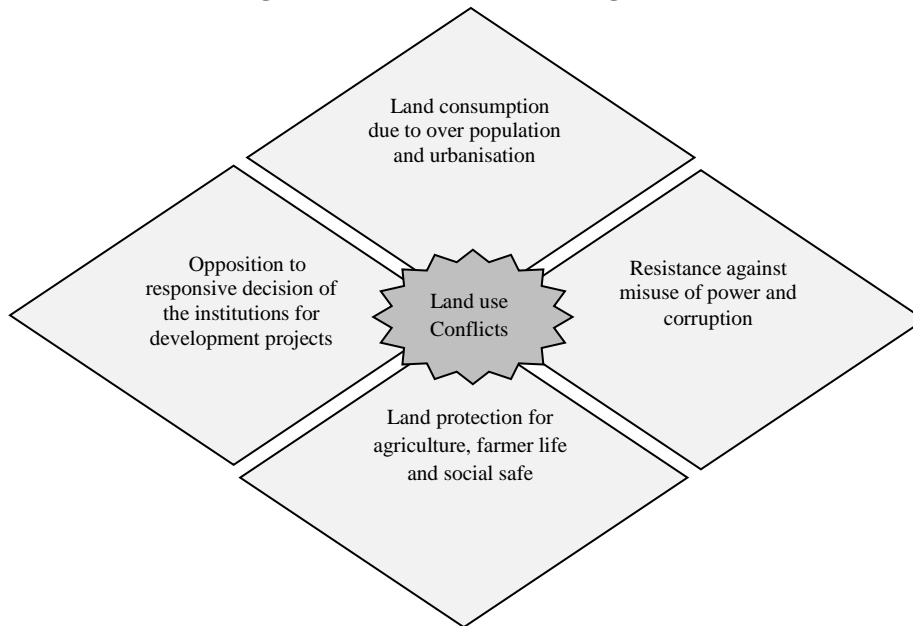 Land consumption
due to over population
and urbanisation
Opposition to
responsive decision of
the institutions for
development projects
Land use
Conflicts
Resistance against
misuse of power and
corruption
Land protection for
agriculture, farmer life
and social safe